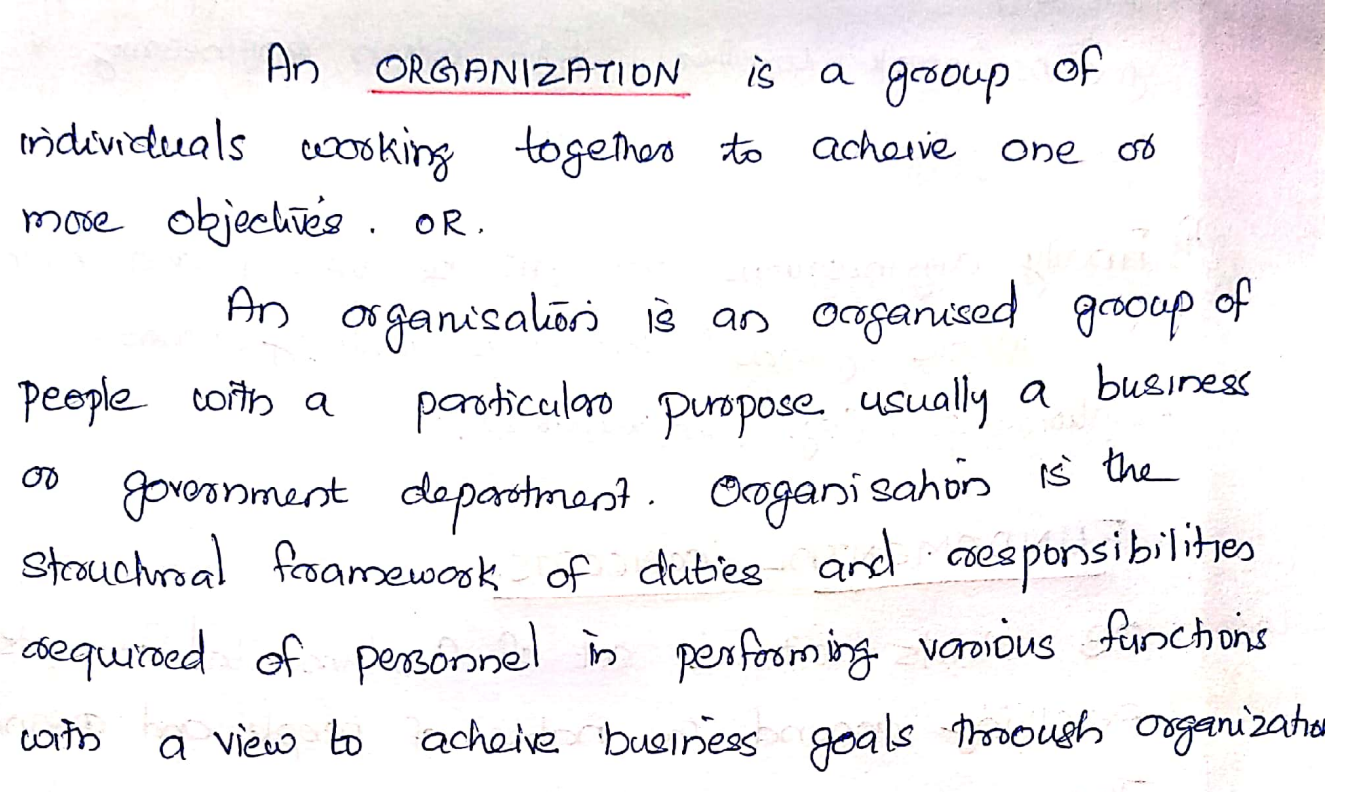 An ORGANIZATION is a group of
individuals working together to acheive one or
more objectives. OR.
An organisation is an organised group of
people with a particular purpose usually a business
or government department. Organisation is the
structural framework of duties and responsibilities
required of personnel in performing various functions
with a view to acheive business goals through organization